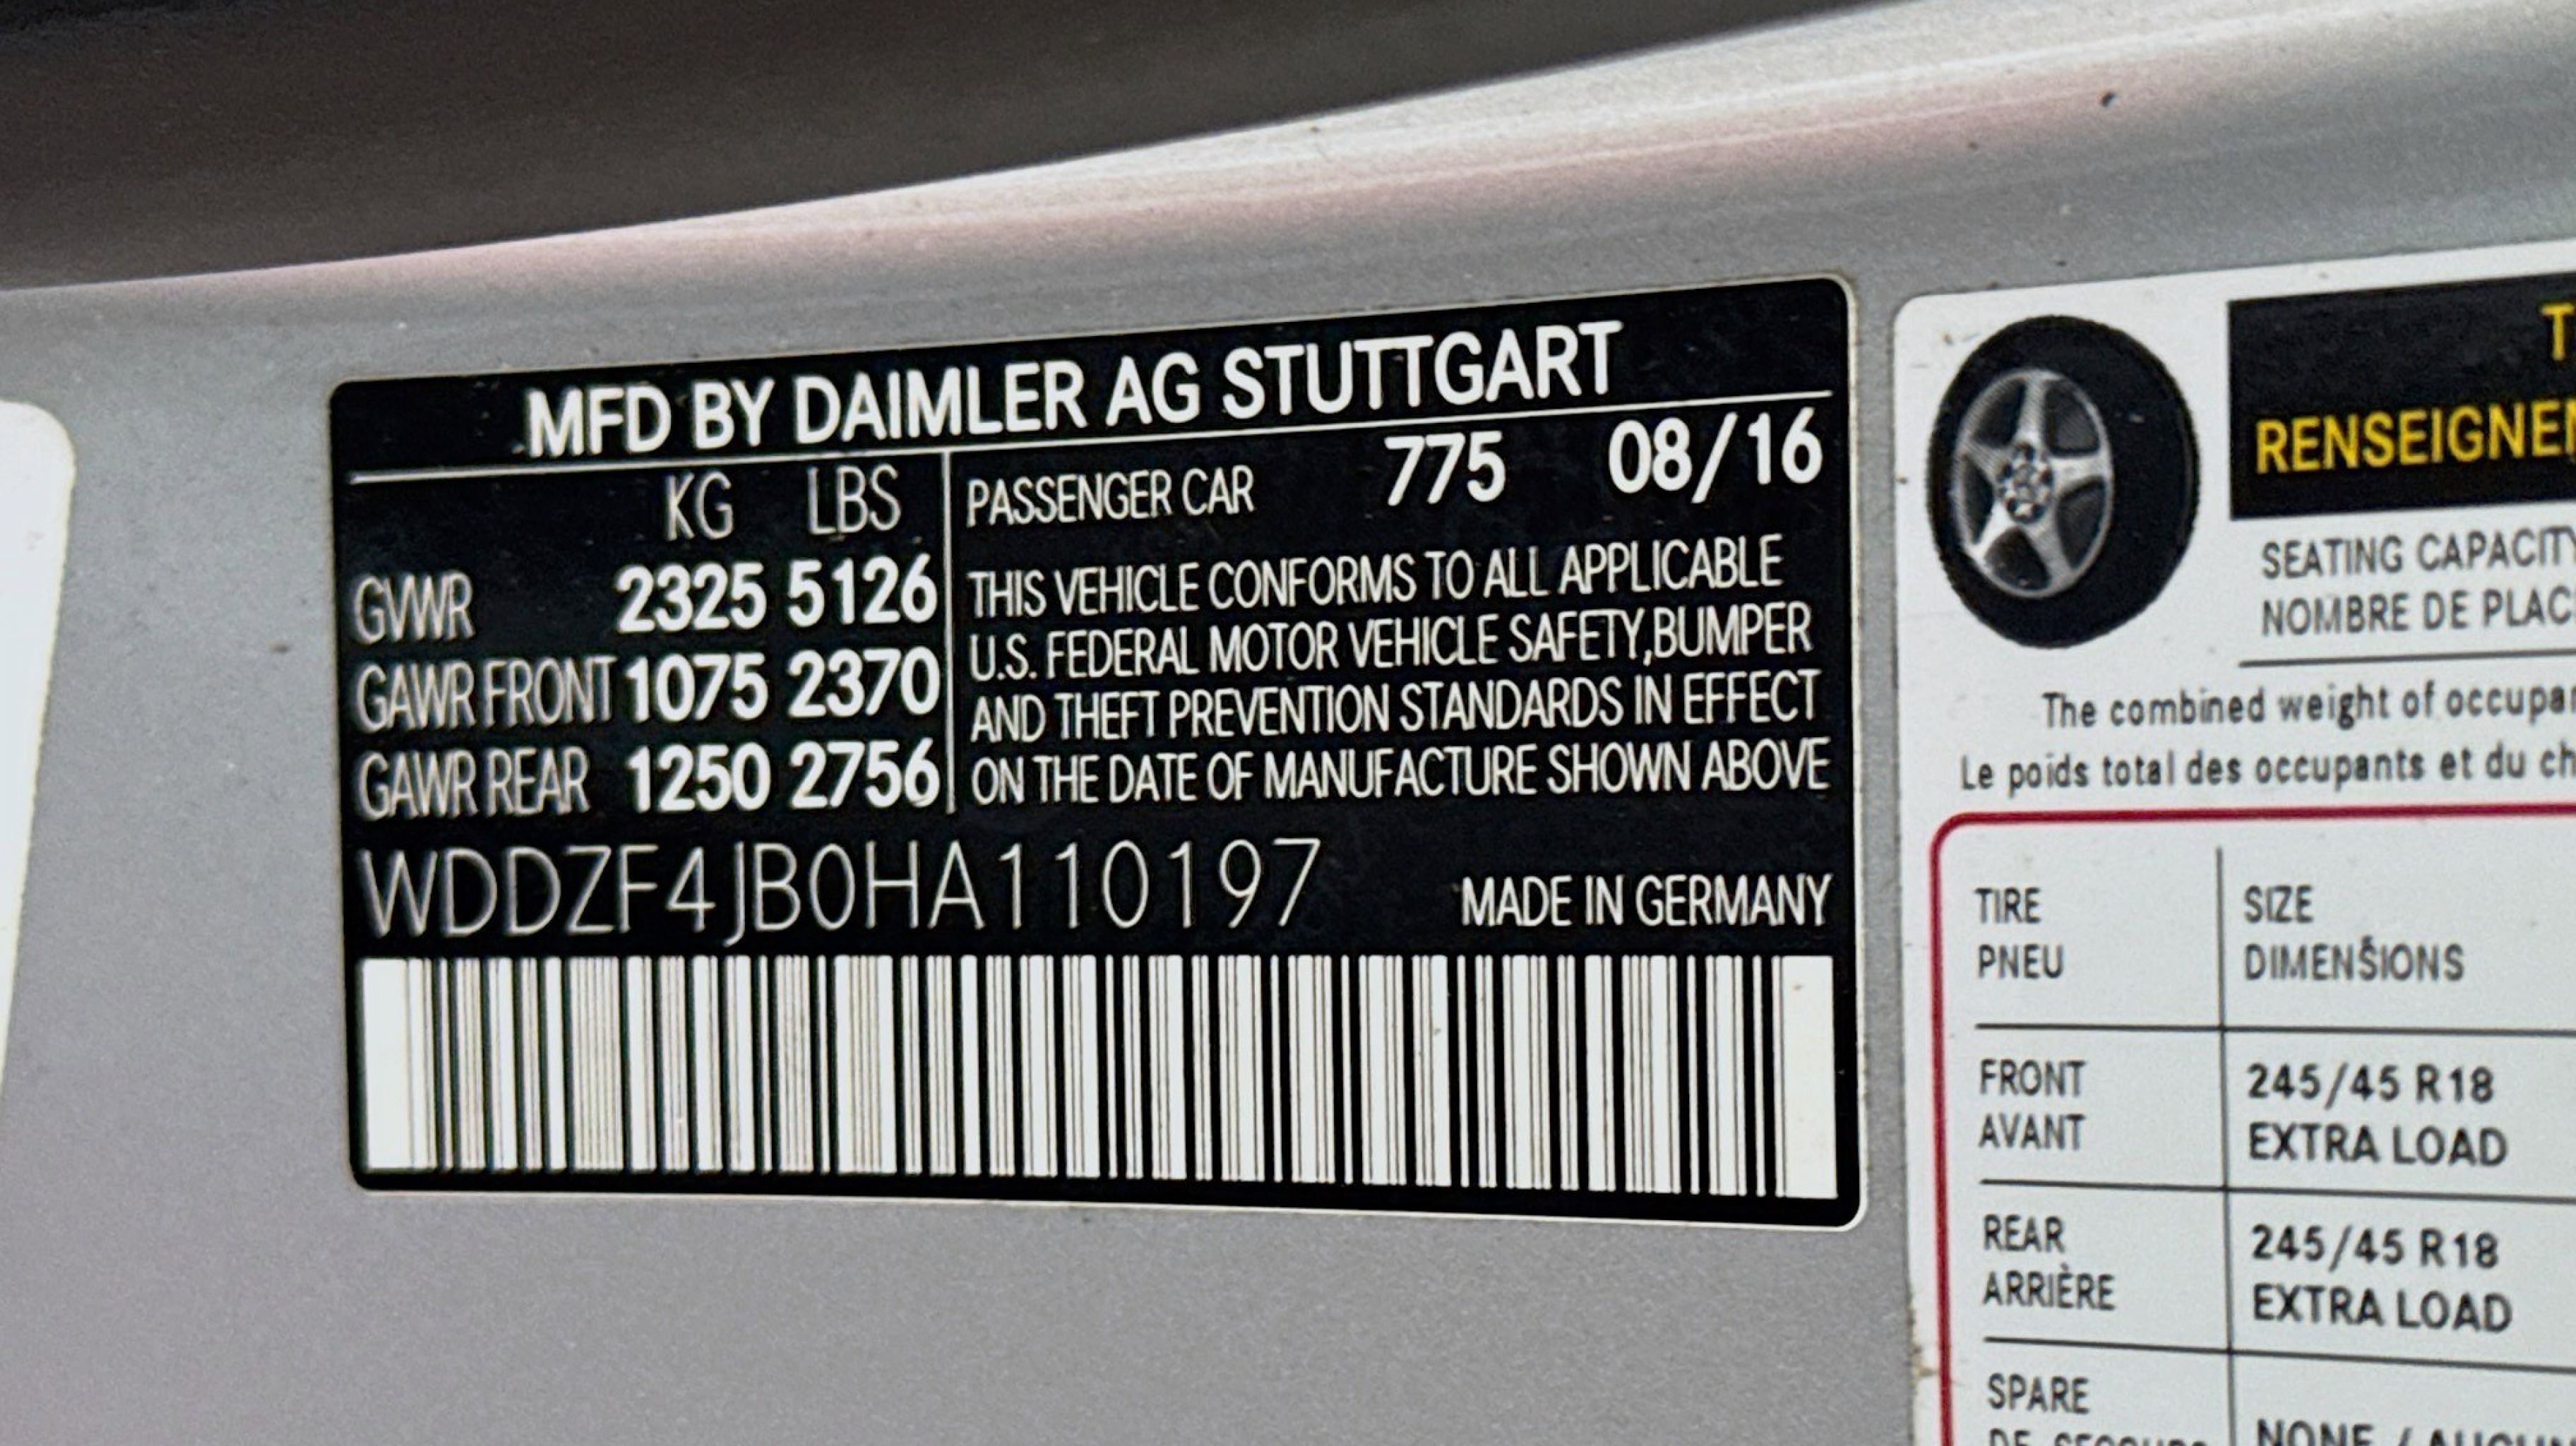 MFD BY DAIMLER AG STUTTGART
KG LBS
GVWR 2325 5126
GAWR FRONT 1075 2370
GAWR REAR 1250 2756
PASSENGER CAR 775 08/16
THIS VEHICLE CONFORMS TO ALL APPLICABLE
U.S. FEDERAL MOTOR VEHICLE SAFETY,BUMPER
AND THEFT PREVENTION STANDARDS IN EFFECT
ON THE DATE OF MANUFACTURE SHOWN ABOVE
WDDZF4JB0HA110197
MADE IN GERMANY
SEATING CAPACITY
NOMBRE DE
The combined weight of
Le poids total des occupants et du
TIRE SIZE
PNEU DIMENSIONS
FRONT 245/45 R18
AVANT EXTRA LOAD
REAR 245/45 R18
ARRIÈRE EXTRA LOAD
SPARE
NONE /